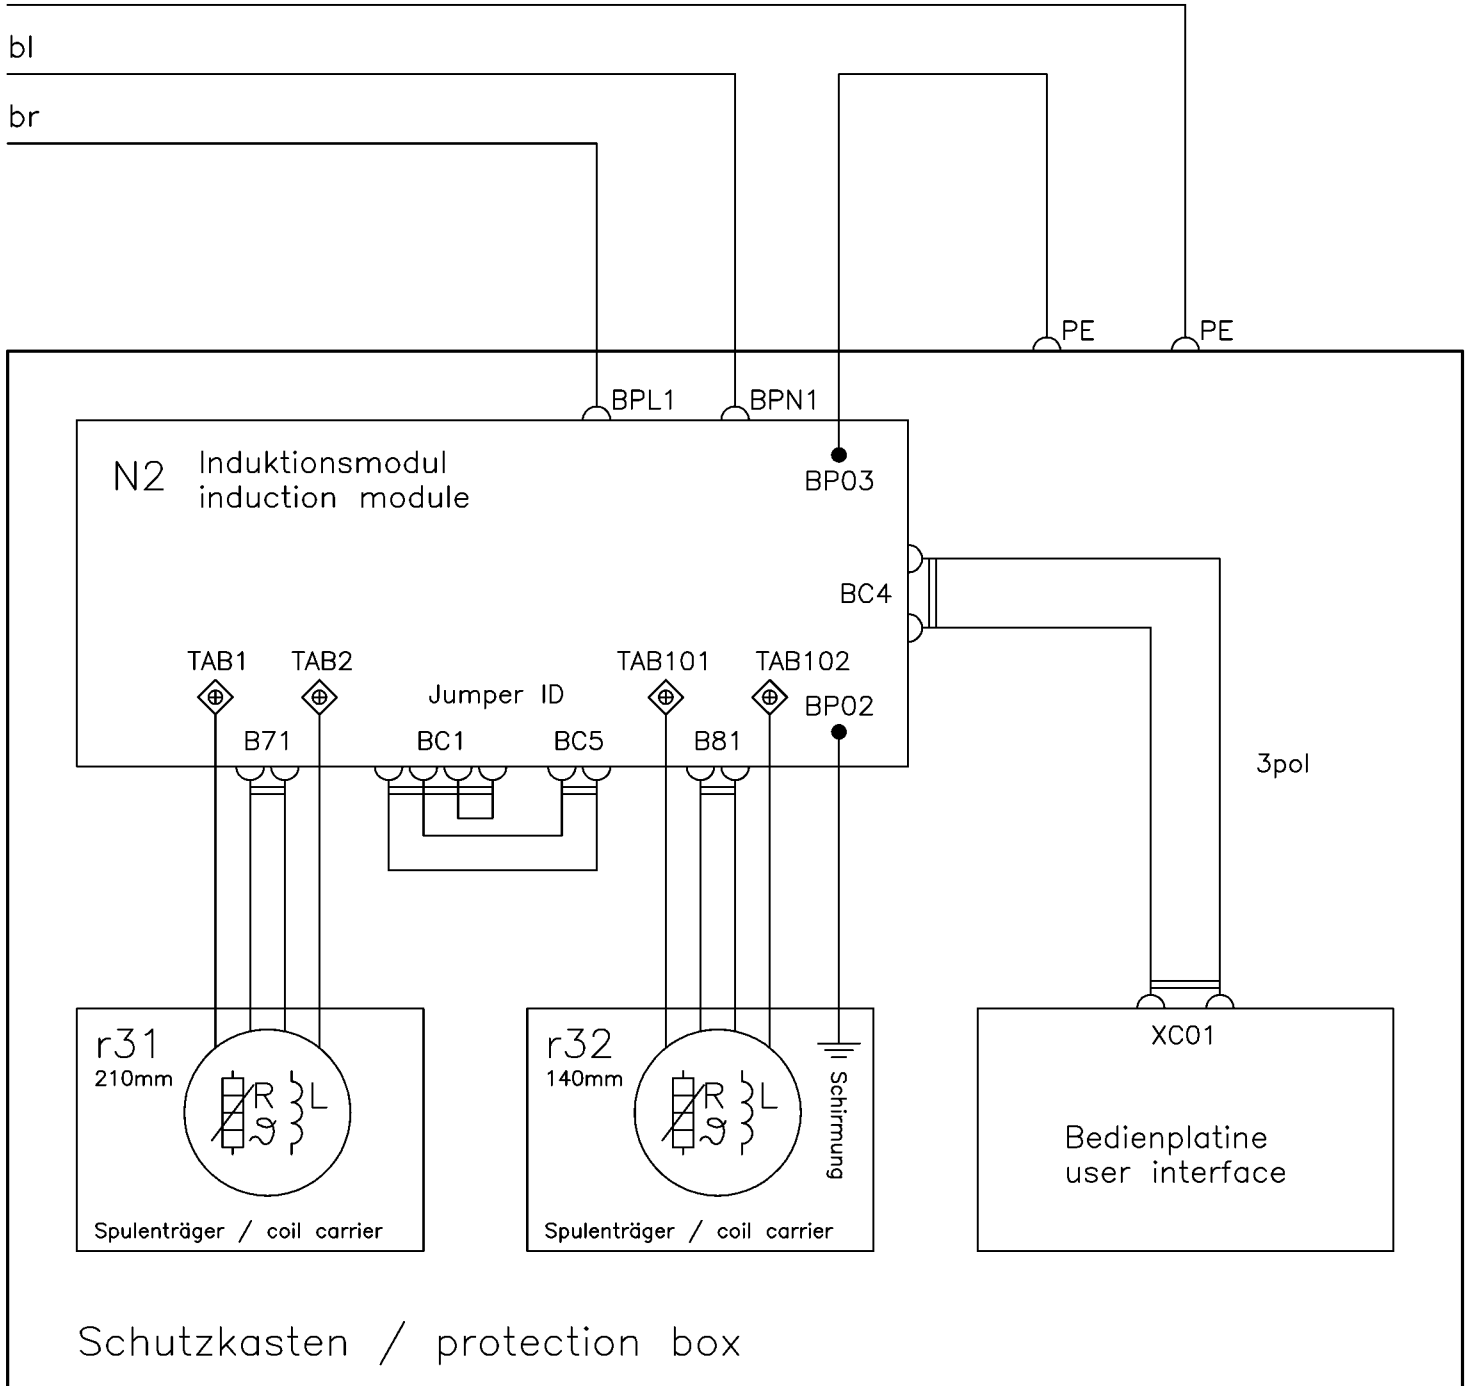 bl
br
PE
PE
BPL1
BPN1
N2
Induktionsmodul
induction module
BP03
BC4
TAB1
TAB2
Jumper ID
TAB101
TAB102
BP02
B71
BC1
BC5
B81
3pol
r31
210mm
R
L
ϑ
Spulenträger / coil carrier
r32
140mm
R
L
ϑ
Schirmung
Spulenträger / coil carrier
XC01
Bedienplatine
user interface
Schutzkasten / protection box